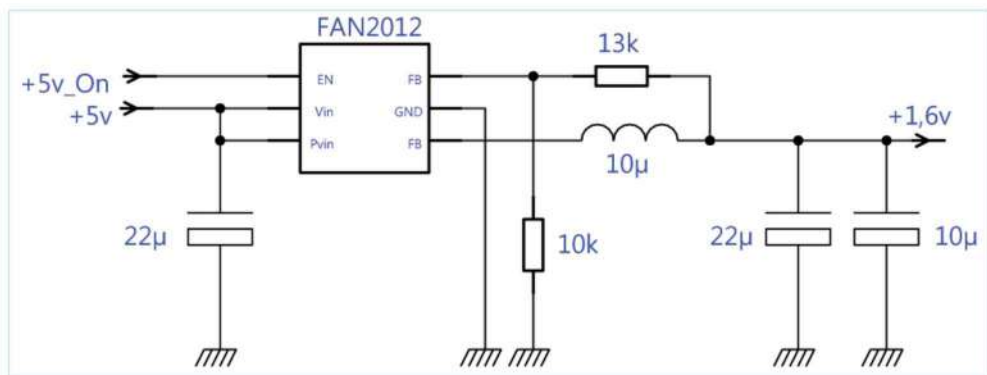 FAN2012
13k
+5v_On
EN
FB
+5v
Vin
GND
+1,6v
Pvin
FB
10µ
22µ
10k
22µ
10µ